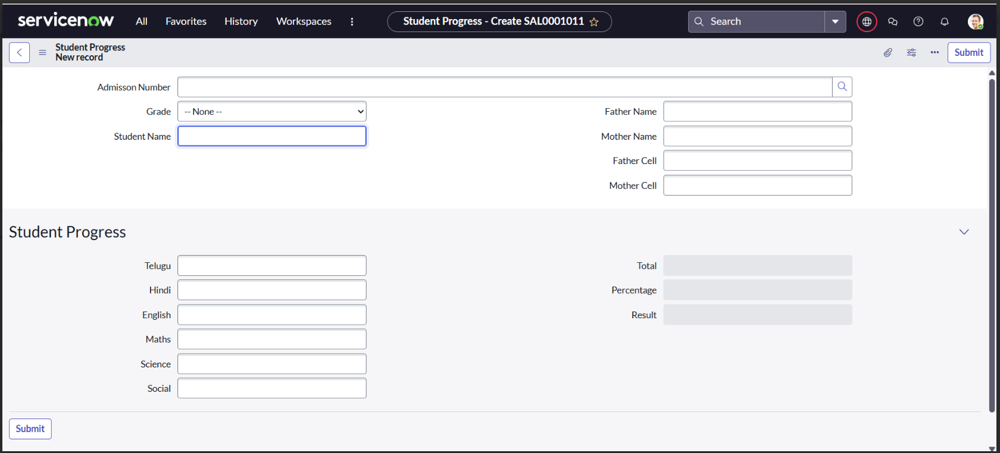 servicenow All Favorites History Workspaces Student Progress - Create SAL0001011 Search
Student Progress
New record
Submit
Admisson Number
Grade -- None -- Father Name
Student Name Mother Name
Father Cell
Mother Cell
Student Progress
Telugu Total
Hindi Percentage
English Result
Maths
Science
Social
Submit